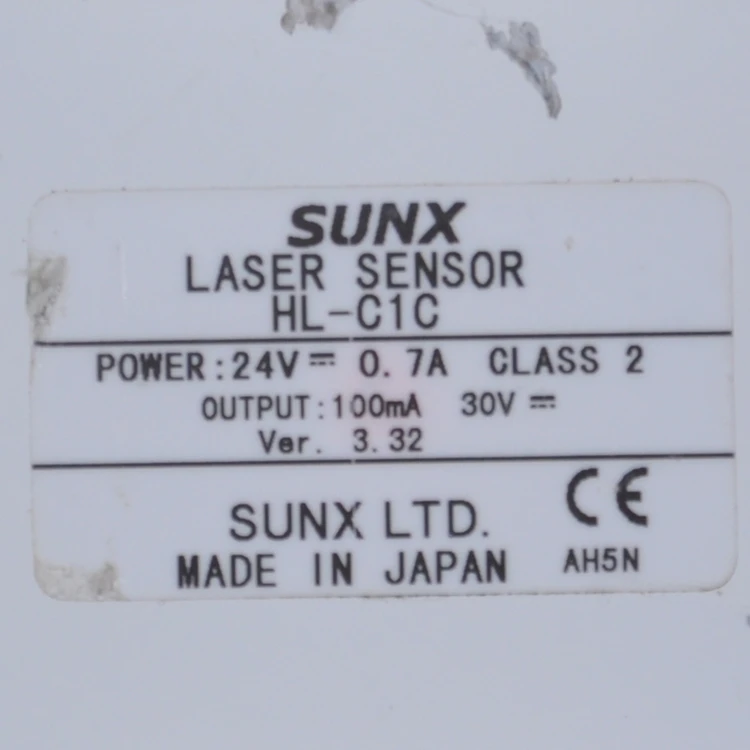 SUNX
LASER SENSOR
HL-C1C
POWER:24V⎓ 0.7A CLASS 2
OUTPUT:100mA 30V⎓
Ver. 3.32
SUNX LTD. CE
MADE IN JAPAN AH5N